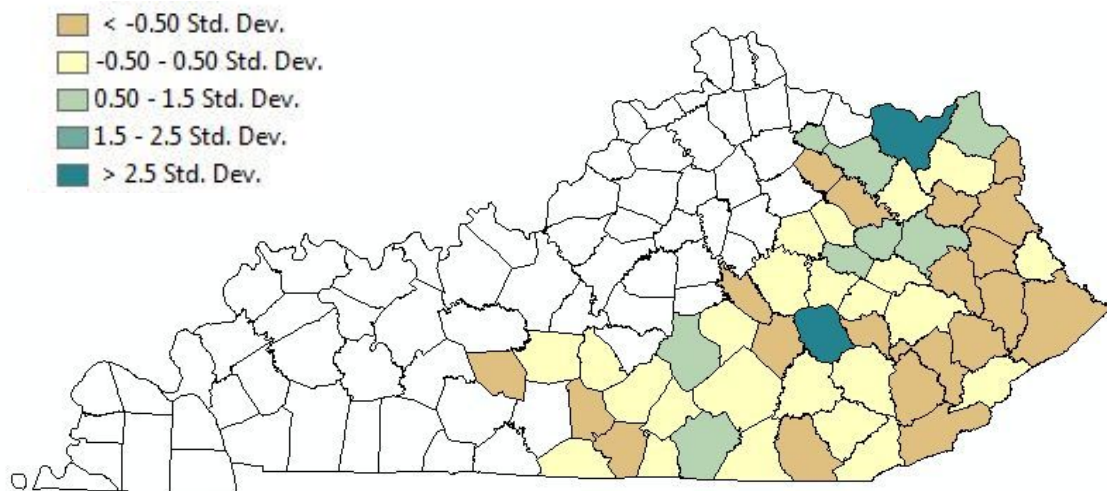 < -0.50 Std. Dev.
-0.50 - 0.50 Std. Dev.
0.50 - 1.5 Std. Dev.
1.5 - 2.5 Std. Dev.
> 2.5 Std. Dev.